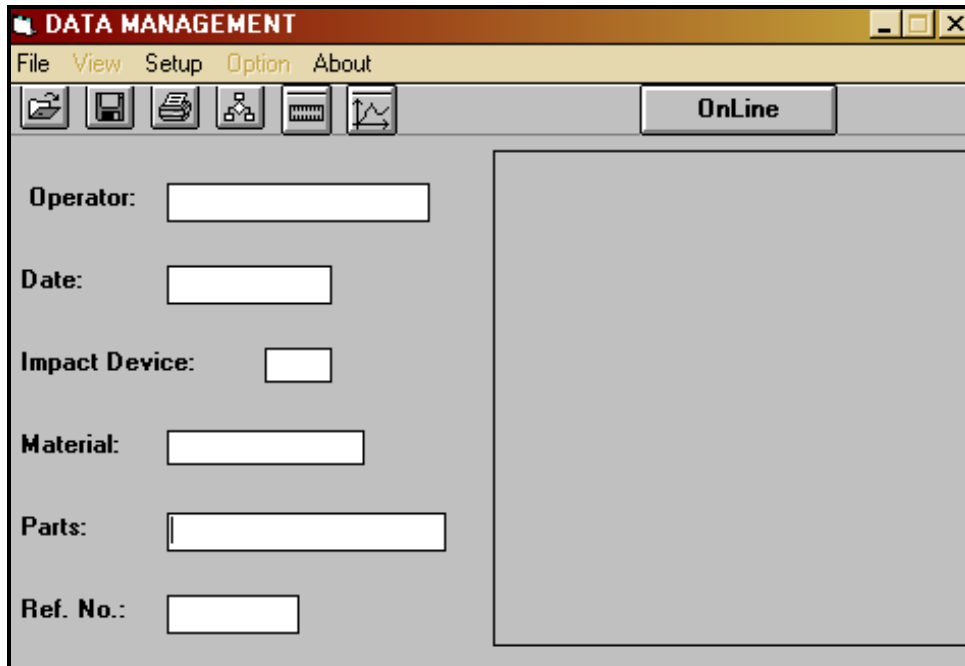 DATA MANAGEMENT
File View Setup Option About
OnLine
Operator:
Date:
Impact Device:
Material:
Parts:
Ref. No.: